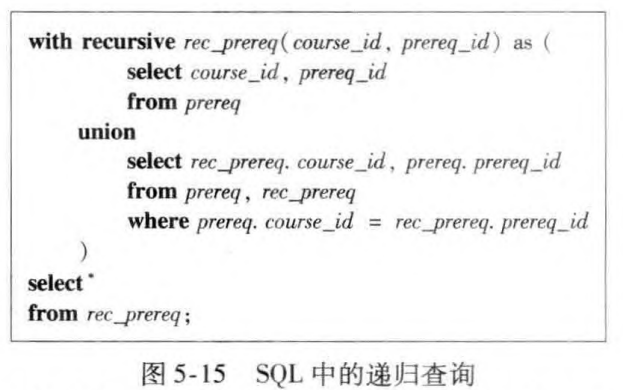 with recursive rec_prereq(course_id, prereq_id) as (
select course_id, prereq_id
from prereq
union
select rec_prereq. course_id, prereq. prereq_id
from prereq, rec_prereq
where prereq. course_id = rec_prereq. prereq_id
)
select *
from rec_prereq;
图 5-15 SQL 中的递归查询